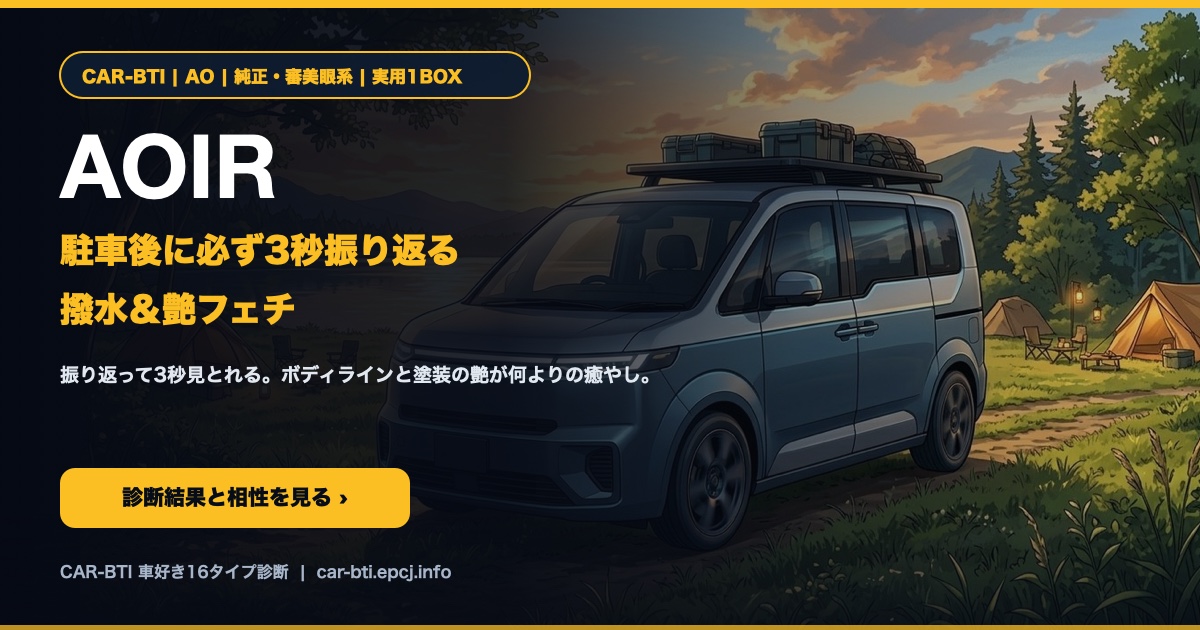 CAR-BTI | AO | 純正・審美眼系 | 実用1BOX
AOIR
駐車後に必ず3秒振り返る
撥水&艶フェチ
振り返って3秒見とれる。ボディラインと塗装の艶が何よりの癒やし。
診断結果と相性を見る ›
CAR-BTI 車好き16タイプ診断 | car-bti.epcj.info